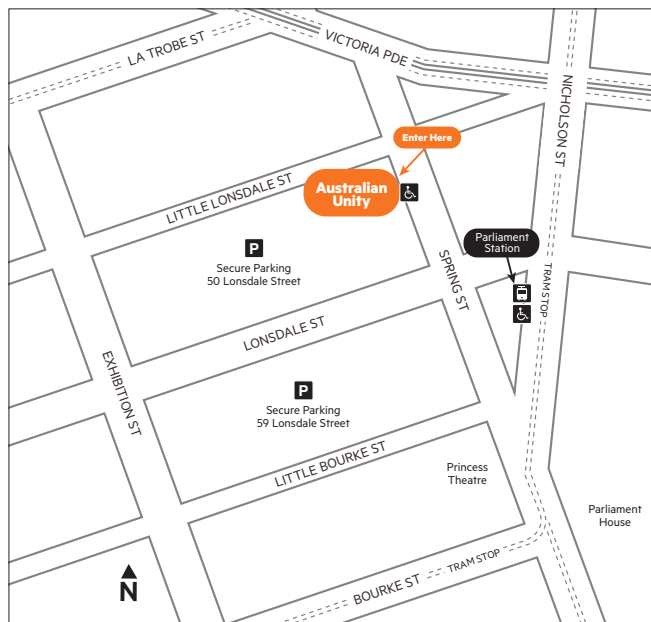 LA TROBE ST
VICTORIA PDE
NICHOLSON ST
Enter Here
LITTLE LONSDALE ST
Australian
Unity
Parliament
Station
P
Secure Parking
50 Lonsdale Street
SPRING ST
TRAM STOP
LONSDALE ST
EXHIBITION ST
P
Secure Parking
59 Lonsdale Street
LITTLE BOURKE ST
Princess
Theatre
Parliament
House
TRAM STOP
BOURKE ST
N